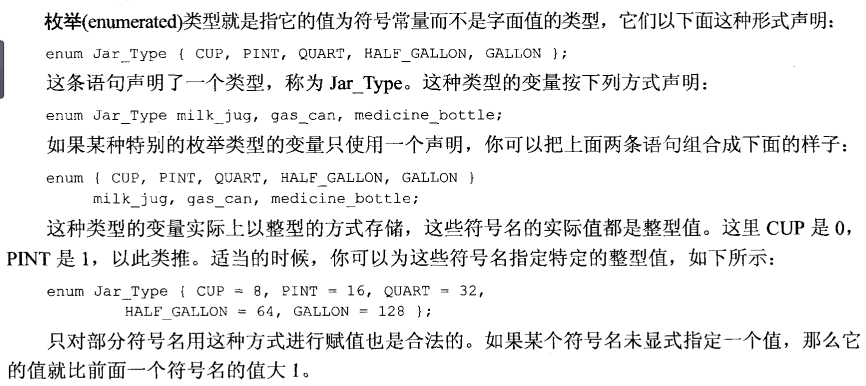 枚举(enumerated)类型就是指它的值为符号常量而不是字面值的类型，它们以下面这种形式声明：
enum Jar_Type { CUP, PINT, QUART, HALF_GALLON, GALLON };
这条语句声明了一个类型，称为 Jar_Type。这种类型的变量按下列方式声明：
enum Jar_Type milk_jug, gas_can, medicine_bottle;
如果某种特别的枚举类型的变量只使用一个声明，你可以把上面两条语句组合成下面的样子：
enum { CUP, PINT, QUART, HALF_GALLON, GALLON }
milk_jug, gas_can, medicine_bottle;
这种类型的变量实际上以整型的方式存储，这些符号名的实际值都是整型值。这里 CUP 是 0，
PINT 是 1，以此类推。适当的时候，你可以为这些符号名指定特定的整型值，如下所示：
enum Jar_Type { CUP = 8, PINT = 16, QUART = 32,
HALF_GALLON = 64, GALLON = 128 };
只对部分符号名用这种方式进行赋值也是合法的。如果某个符号名未显式指定一个值，那么它
的值就比前面一个符号名的值大 1。